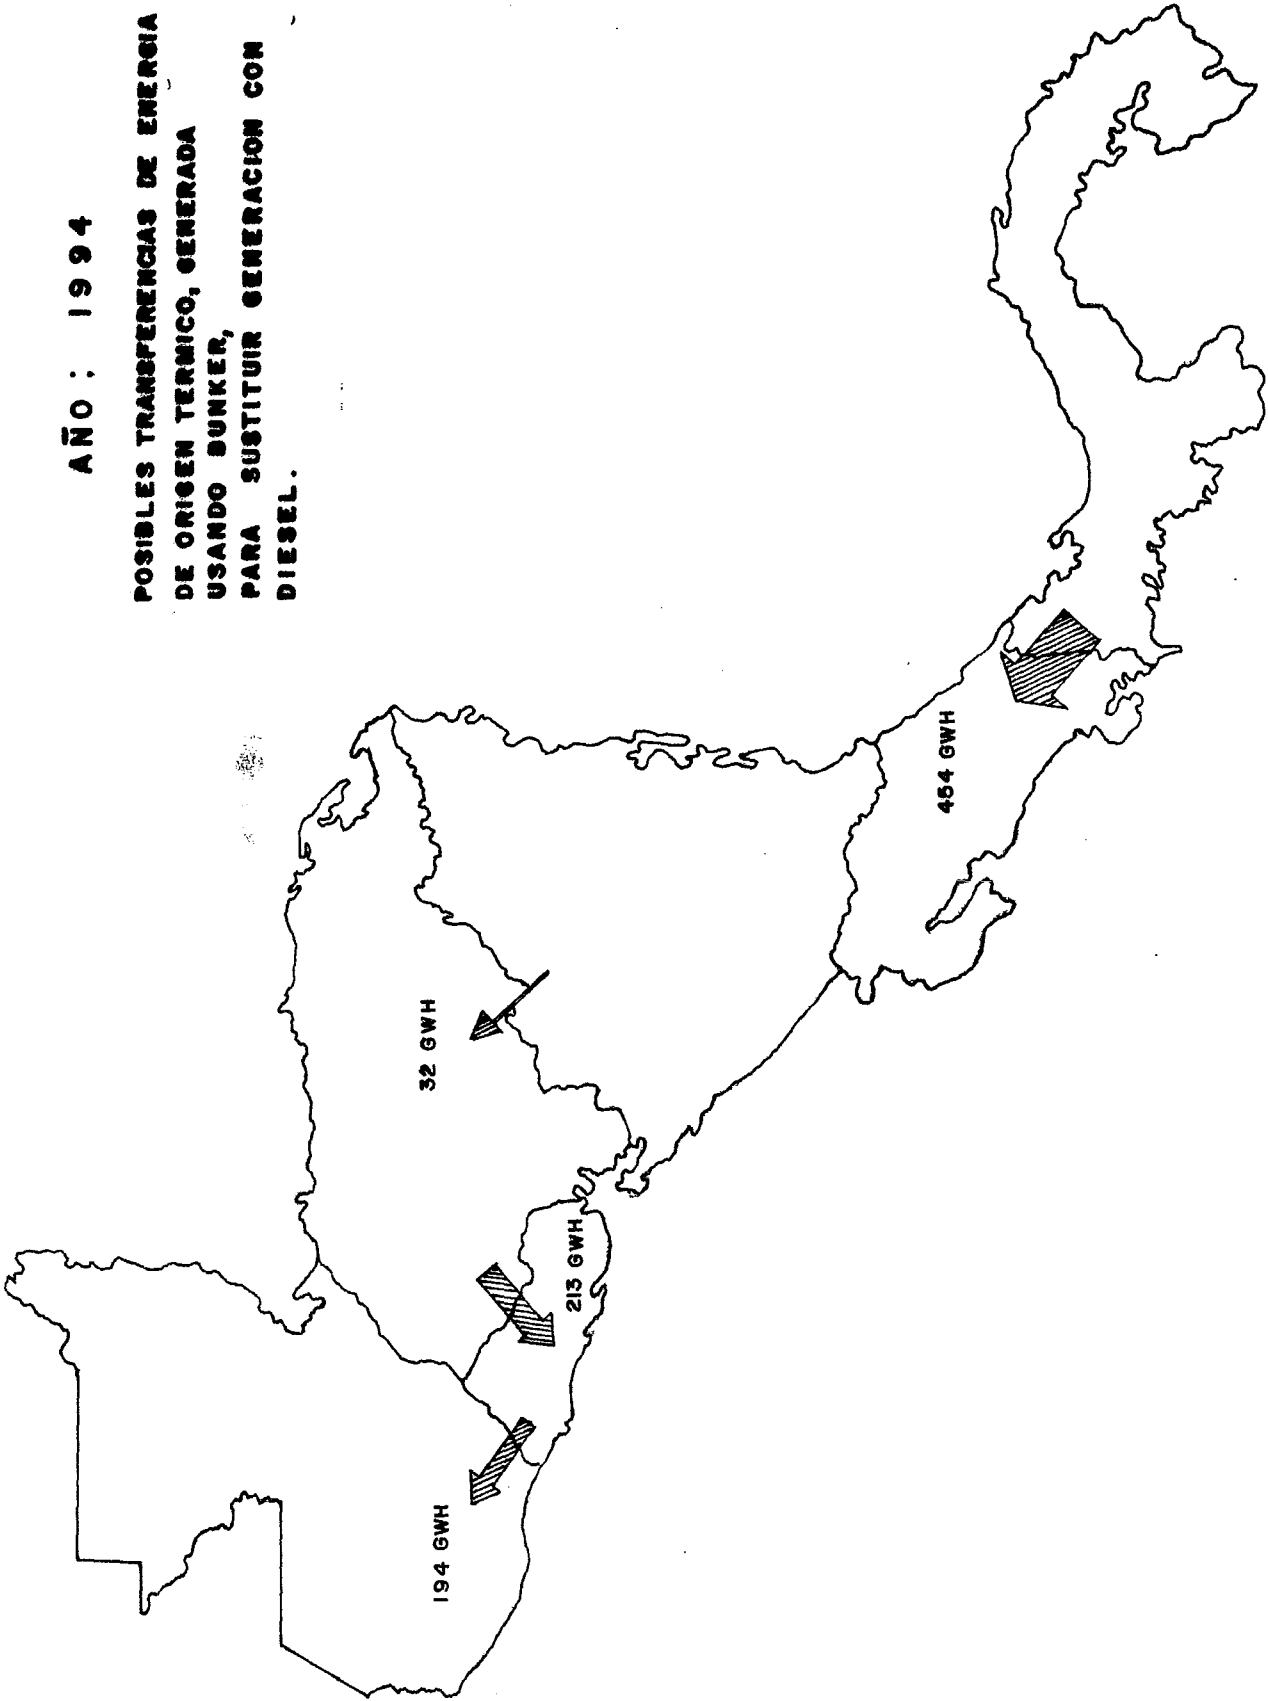 AÑO: 1994
POSIBLES TRANSFERENCIAS DE ENERGIA
DE ORIGEN TERMICO, GENERADA
USANDO BUNKER,
PARA SUSTITUIR GENERACION CON
DIESEL.
194 GWH
213 GWH
32 GWH
454 GWH